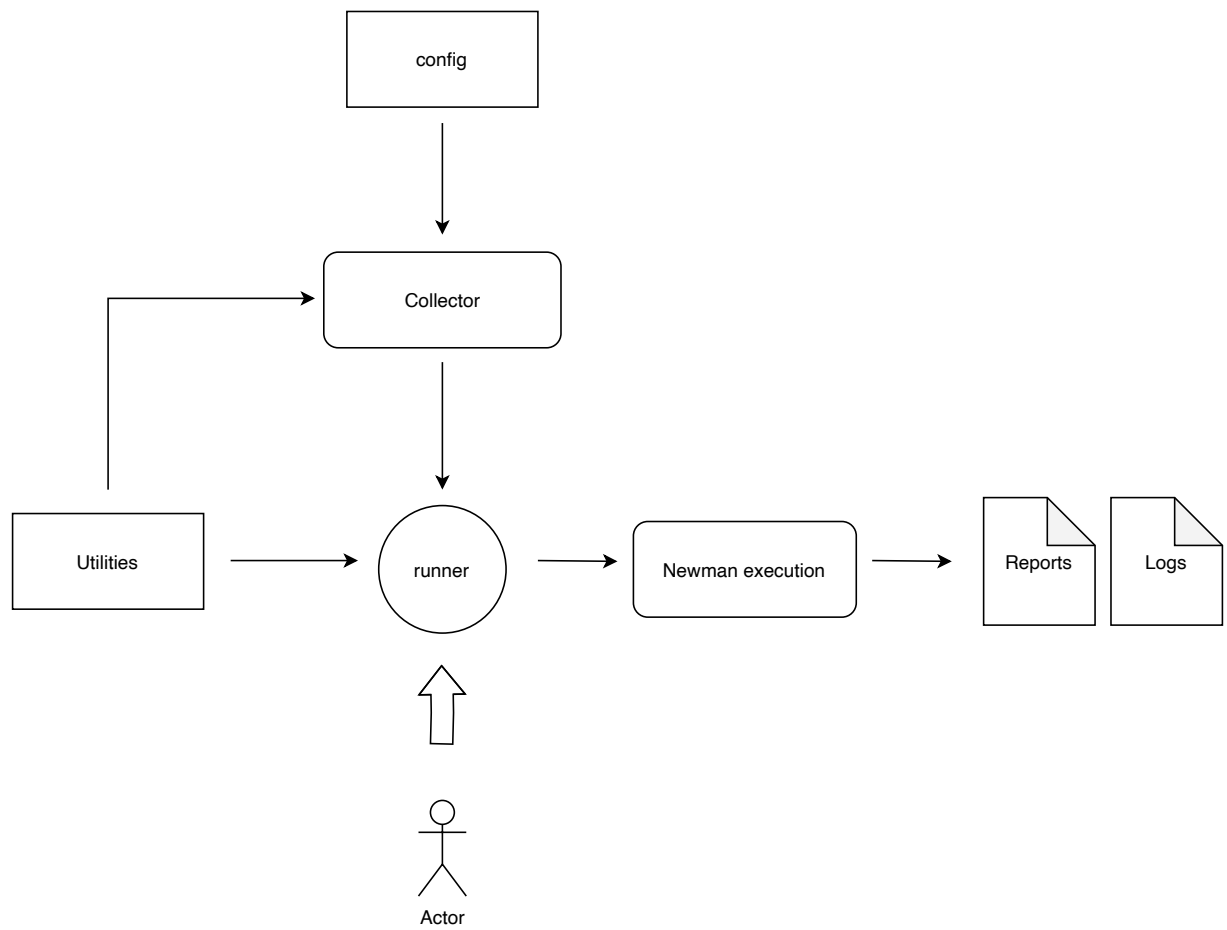 config
Collector
Utilities
runner
Newman execution
Reports
Logs
Actor